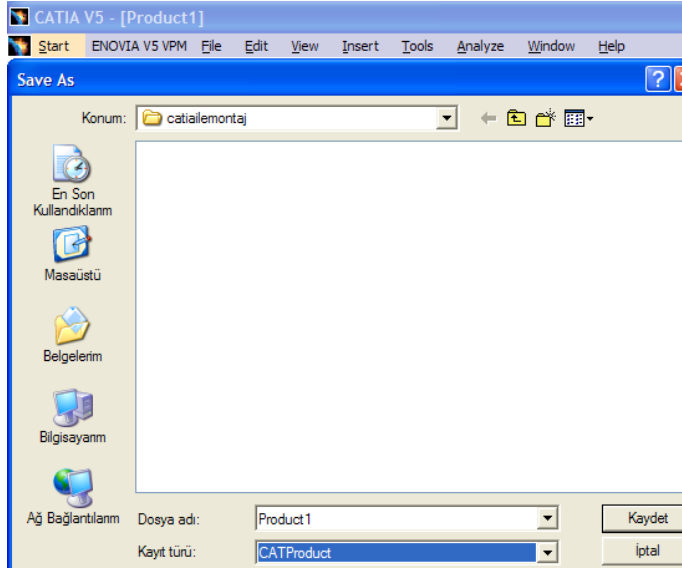 CATIA V5 - [Product1]
Start ENOVIA V5 VPM File Edit View Insert Tools Analyze Window Help
Save As
Konum: catiailemontaj
En Son
Kullandıklarım
Masaüstü
Belgelerim
Bilgisayarım
Ağ Bağlantılarım
Dosya adı: Product1 Kaydet
Kayıt türü: CATProduct İptal